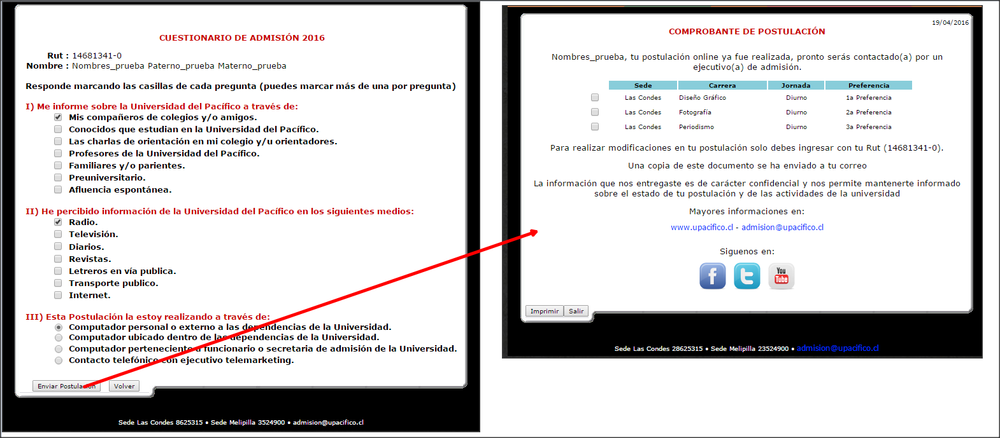 CUESTIONARIO DE ADMISIÓN 2016
Rut : 14681341-0
Nombre : Nombres_prueba Paterno_prueba Materno_prueba
Responde marcando las casillas de cada pregunta (puedes marcar más de una por pregunta)
I) Me informe sobre la Universidad del Pacífico a través de:
Mis compañeros de colegios y/o amigos.
Conocidos que estudian en la Universidad del Pacífico.
Las charlas de orientación en mi colegio y/u orientadores.
Profesores de la Universidad del Pacífico.
Familiares y/o parientes.
Preuniversitario.
Afluencia espontánea.
II) He percibido información de la Universidad del Pacífico en los siguientes medios:
Radio.
Televisión.
Diarios.
Revistas.
Letreros en vía publica.
Transporte publico.
Internet.
III) Esta Postulación la estoy realizando a través de:
Computador personal o externo a las dependencias de la Universidad.
Computador ubicado dentro de las dependencias de la Universidad.
Computador perteneciente a funcionario o secretaria de admisión de la Universidad.
Contacto telefónico con ejecutivo telemarketing.
Enviar Postulación Volver
Sede Las Condes 8625315 • Sede Melipilla 3524900 • admision@upacifico.cl
19/04/2016
COMPROBANTE DE POSTULACIÓN
Nombres_prueba, tu postulación online ya fue realizada, pronto serás contactado(a) por un
ejecutivo(a) de admisión.
Sede Carrera Jornada Preferencia
Las Condes Diseño Gráfico Diurno 1a Preferencia
Las Condes Fotografía Diurno 2a Preferencia
Las Condes Periodismo Diurno 3a Preferencia
Para realizar modificaciones en tu postulación solo debes ingresar con tu Rut (14681341-0).
Una copia de este documento se ha enviado a tu correo
La información que nos entregaste es de carácter confidencial y nos permite mantenerte informado
sobre el estado de tu postulación y de las actividades de la universidad
Mayores informaciones en:
www.upacifico.cl - admision@upacifico.cl
Siguenos en:
f t You Tube
Imprimir Salir
Sede Las Condes 28625315 • Sede Melipilla 23524900 • admision@upacifico.cl